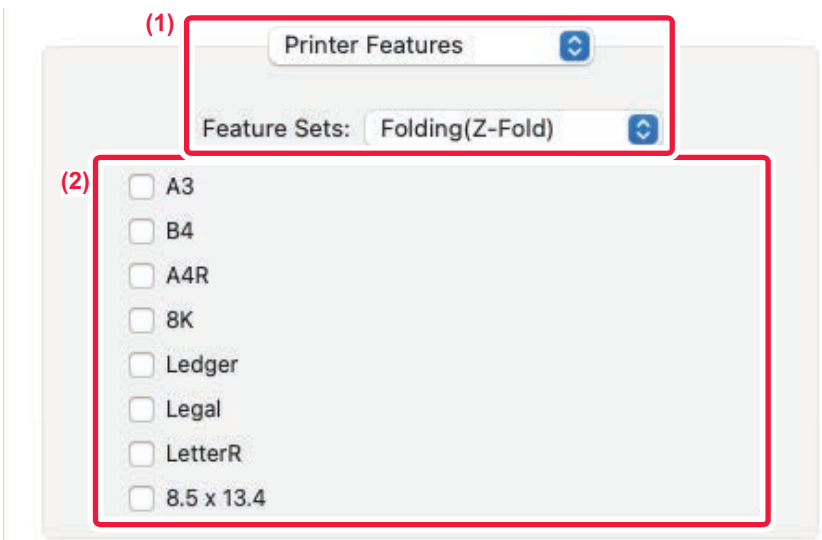 (1)
Printer Features
Feature Sets: Folding(Z-Fold)
(2)
A3
B4
A4R
8K
Ledger
Legal
LetterR
8.5 x 13.4